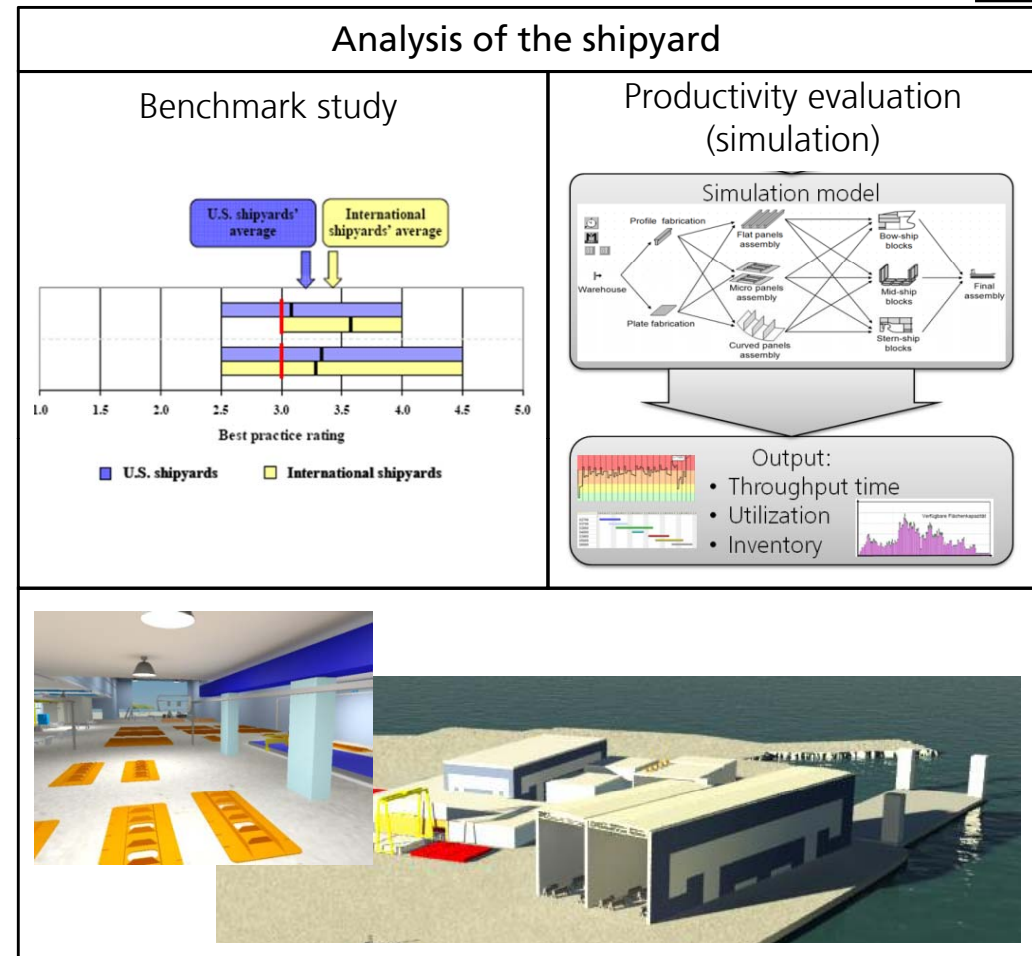 Analysis of the shipyard
Benchmark study
U.S. shipyards'
average
International
shipyards' average
1.0 1.5 2.0 2.5 3.0 3.5 4.0 4.5 5.0
Best practice rating
U.S. shipyards
International shipyards
Productivity evaluation
(simulation)
Simulation model
Profile fabrication
Flat panels
assembly
Bow-ship
blocks
Warehouse
Micro panels
assembly
Mid-ship
blocks
Final
assembly
Plate fabrication
Curved panels
assembly
Stern-ship
blocks
Output:
• Throughput time
• Utilization
• Inventory
Verfügbare Flächenkapazität